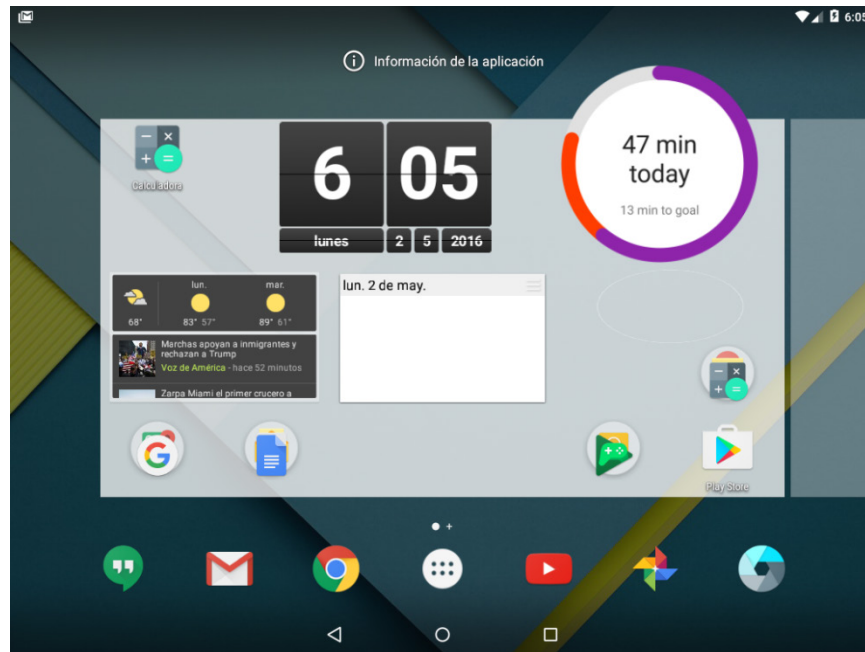 6:05
Información de la aplicación
Calculadora
6
05
lunes
2
5
2016
47 min
today
13 min to goal
lun.
mar.
68°
83° 57°
89° 61°
Marchas apoyan a inmigrantes y
rechazan a Trump
Voz de América - hace 52 minutos
Zarpa Miami el primer crucero a
lun. 2 de may.
Play Store